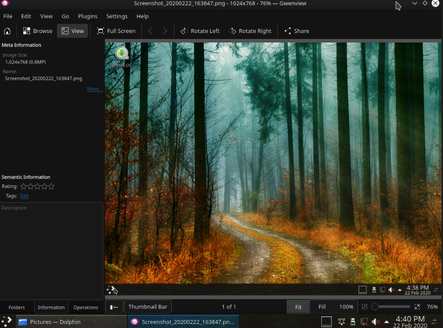 Screenshot_20200222_163847.png - 1024x768 - 76% — Gwenview
File Edit View Go Plugins Settings Help
Browse View Full Screen Rotate Left Rotate Right Share
Meta Information
Image Size:
1,024x768 (0.8MP)
Name:
Screenshot_20200222_163847.png
More...
Semantic Information
Rating:
Tags: Edit
Description
4:38 PM
22 Feb 2020
Folders Information Operations Thumbnail Bar 1 of 1 Fit Fill 100% 76%
Pictures — Dolphin Screenshot_20200222_163847.pn... 4:40 PM
22 Feb 2020